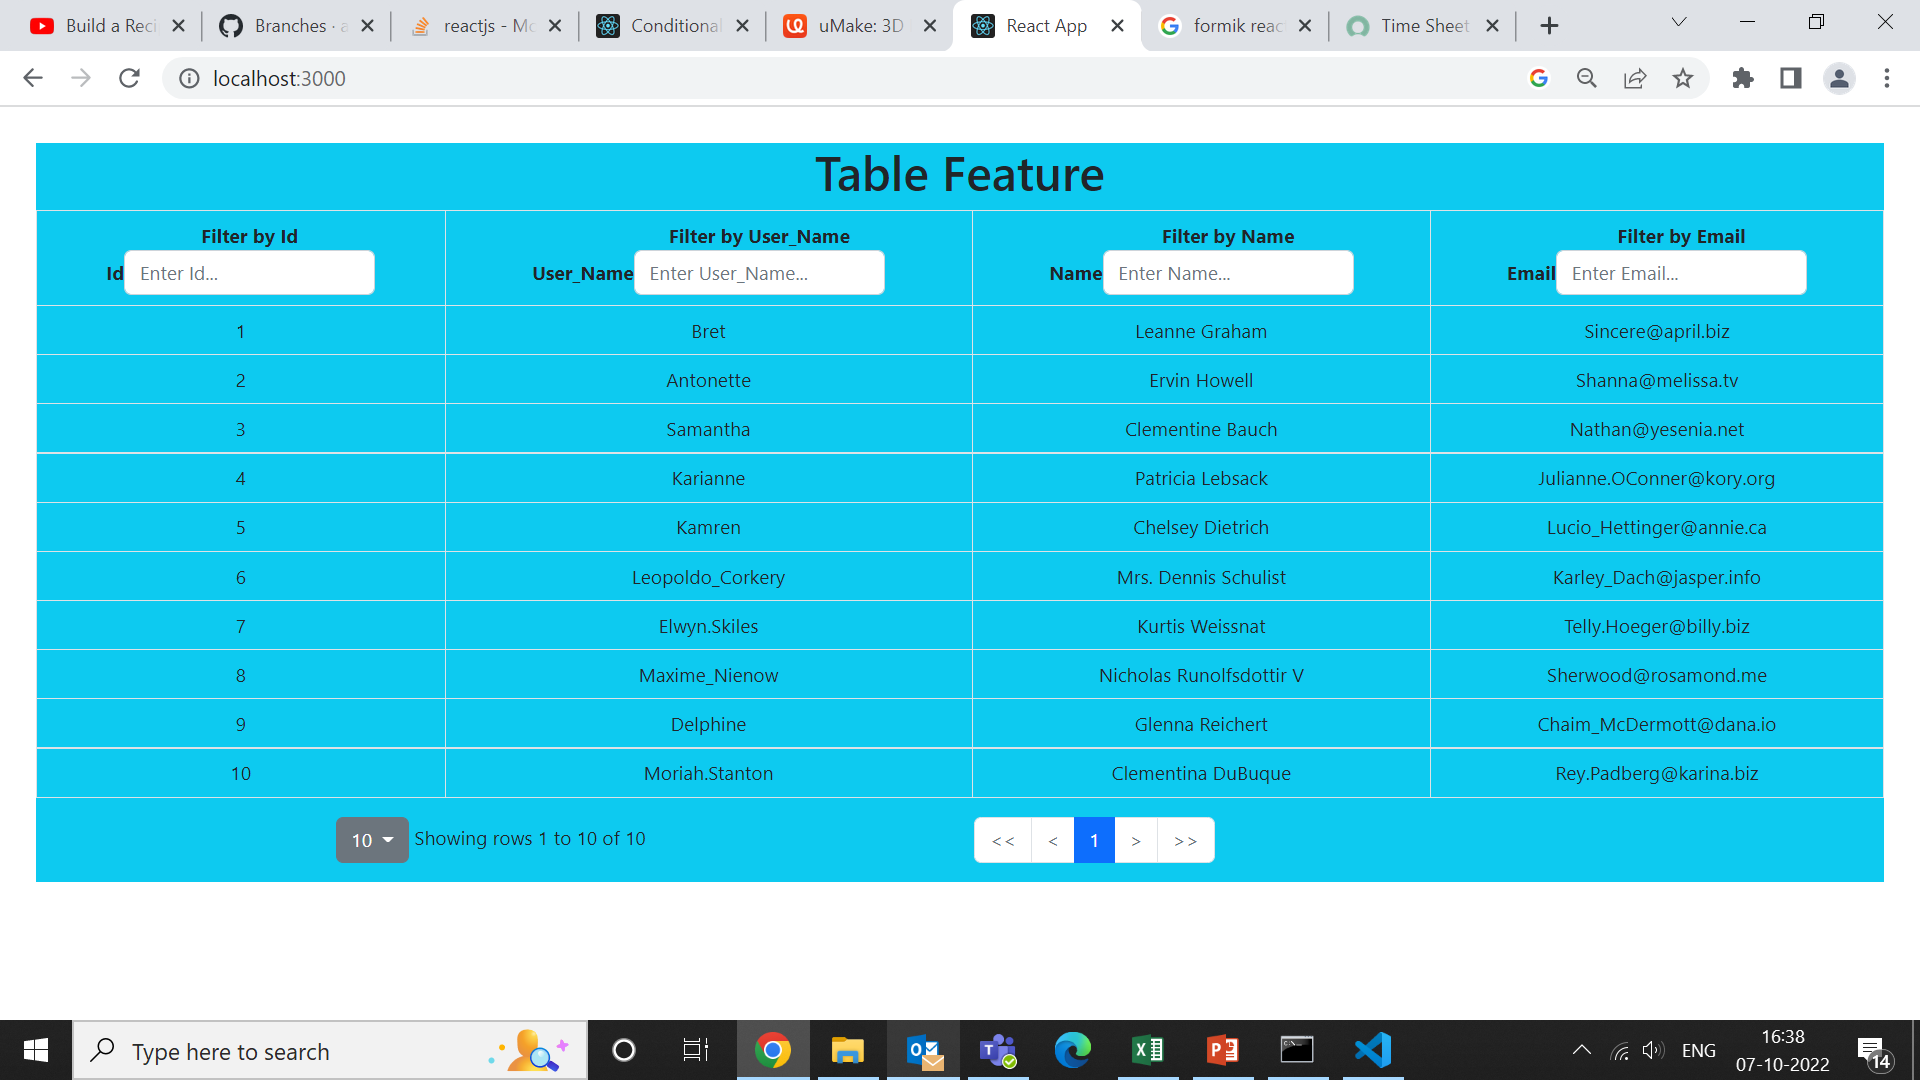 Build a Reci
Branches · a
reactjs - Mo
Conditional
uMake: 3D
React App
formik reac
Time Sheet
localhost:3000
Table Feature
Filter by Id
Filter by User_Name
Filter by Name
Filter by Email
Id Enter Id...
User_Name Enter User_Name...
Name Enter Name...
Email Enter Email...
1 Bret Leanne Graham Sincere@april.biz
2 Antonette Ervin Howell Shanna@melissa.tv
3 Samantha Clementine Bauch Nathan@yesenia.net
4 Karianne Patricia Lebsack Julianne.OConner@kory.org
5 Kamren Chelsey Dietrich Lucio_Hettinger@annie.ca
6 Leopoldo_Corkery Mrs. Dennis Schulist Karley_Dach@jasper.info
7 Elwyn.Skiles Kurtis Weissnat Telly.Hoeger@billy.biz
8 Maxime_Nienow Nicholas Runolfsdottir V Sherwood@rosamond.me
9 Delphine Glenna Reichert Chaim_McDermott@dana.io
10 Moriah.Stanton Clementina DuBuque Rey.Padberg@karina.biz
10 Showing rows 1 to 10 of 10 << < 1 > >>
Type here to search
ENG
16:38
07-10-2022
14